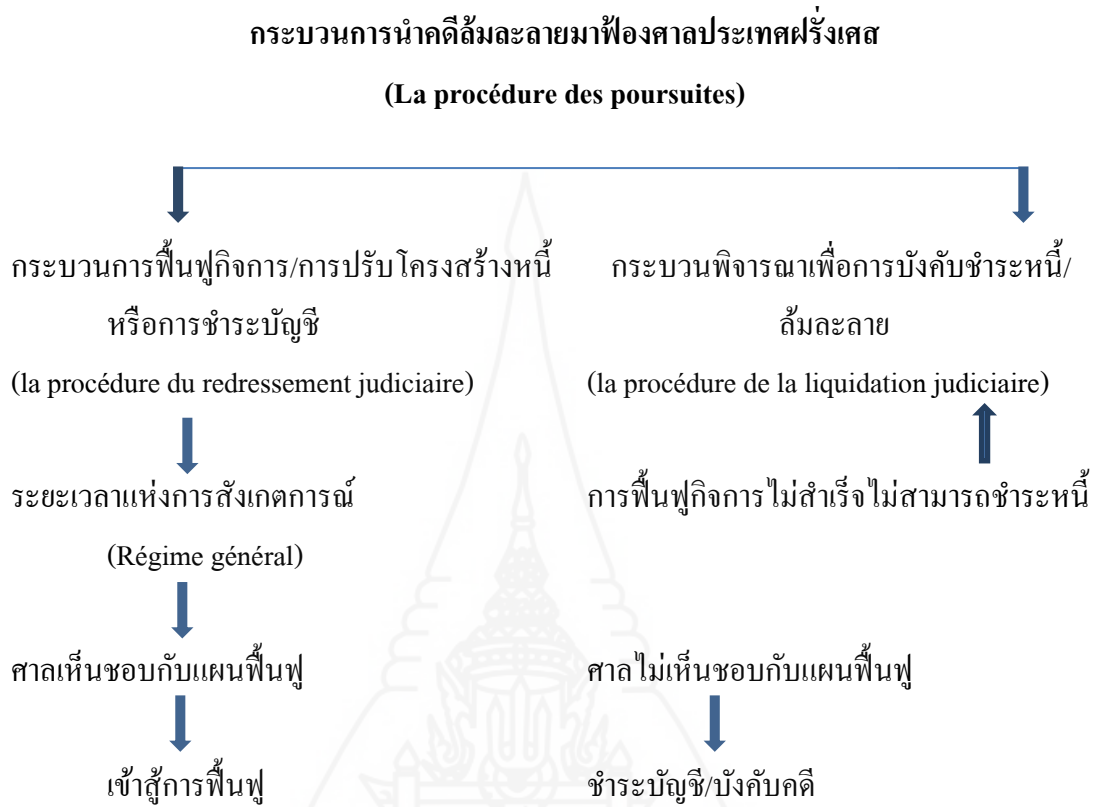 กระบวนการนำคดีล้มละลายมาฟ้องศาลประเทศฝรั่งเศส
(La procédure des poursuites)
กระบวนการฟื้นฟูกิจการ/การปรับโครงสร้างหนี้
หรือการชำระบัญชี
(la procédure du redressement judiciaire)
กระบวนพิจารณาเพื่อการบังคับชำระหนี้/
ล้มละลาย
(la procédure de la liquidation judiciaire)
ระยะเวลาแห่งการสังเกตการณ์
(Régime général)
การฟื้นฟูกิจการไม่สำเร็จไม่สามารถชำระหนี้
ศาลเห็นชอบกับแผนฟื้นฟู
ศาลไม่เห็นชอบกับแผนฟื้นฟู
เข้าสู้การฟื้นฟู
ชำระบัญชี/บังคับคดี